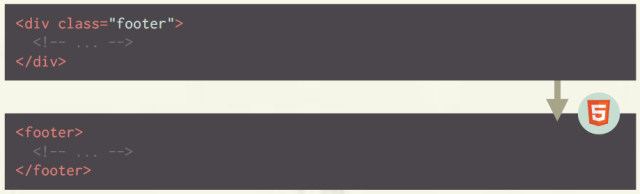 <div class="footer">
  <!-- ... -->
</div>
5
<footer>
  <!-- ... -->
</footer>